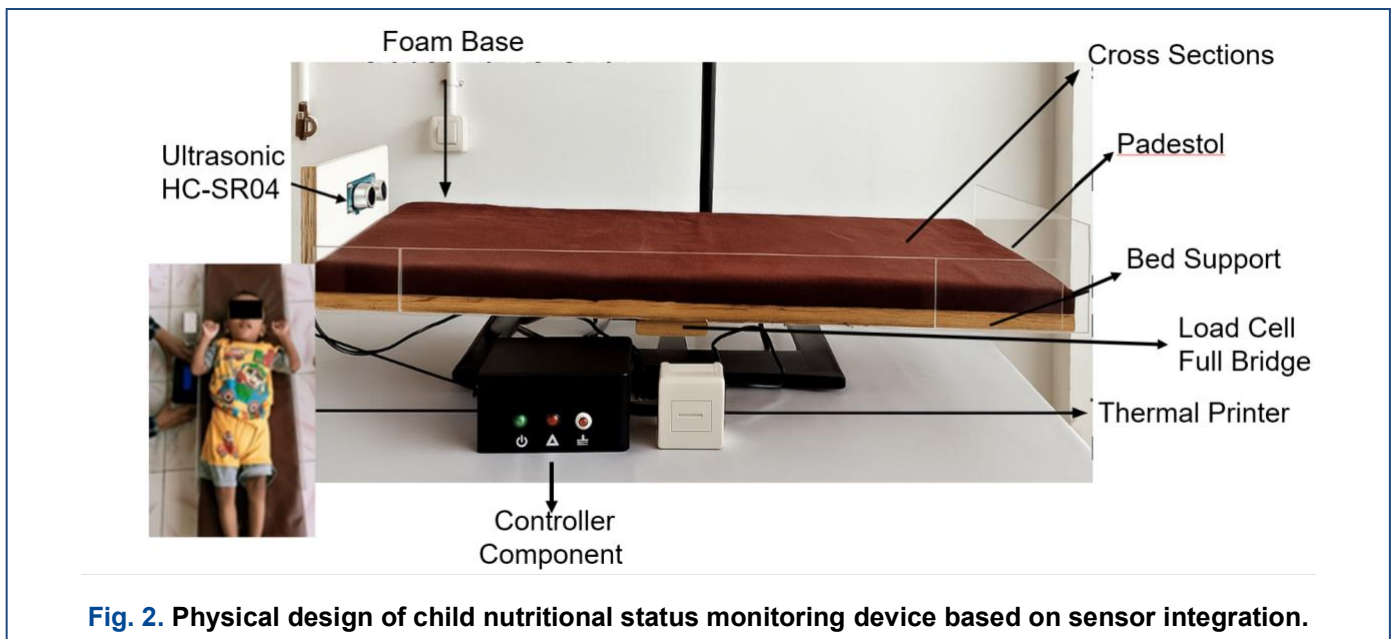 Foam Base
Cross Sections
Padestol
Ultrasonic
HC-SR04
Bed Support
Load Cell
Full Bridge
Thermal Printer
Controller
Component
Fig. 2. Physical design of child nutritional status monitoring device based on sensor integration.